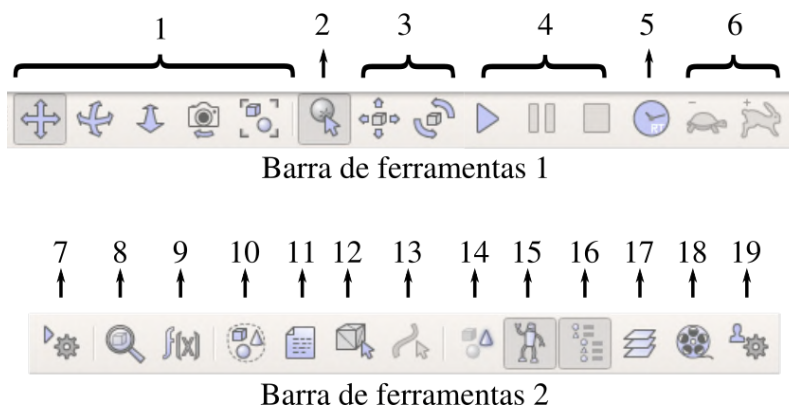 1 2 3 4 5 6
RT - +
Barra de ferramentas 1
7 8 9 10 11 12 13 14 15 16 17 18 19
f(x)
Barra de ferramentas 2